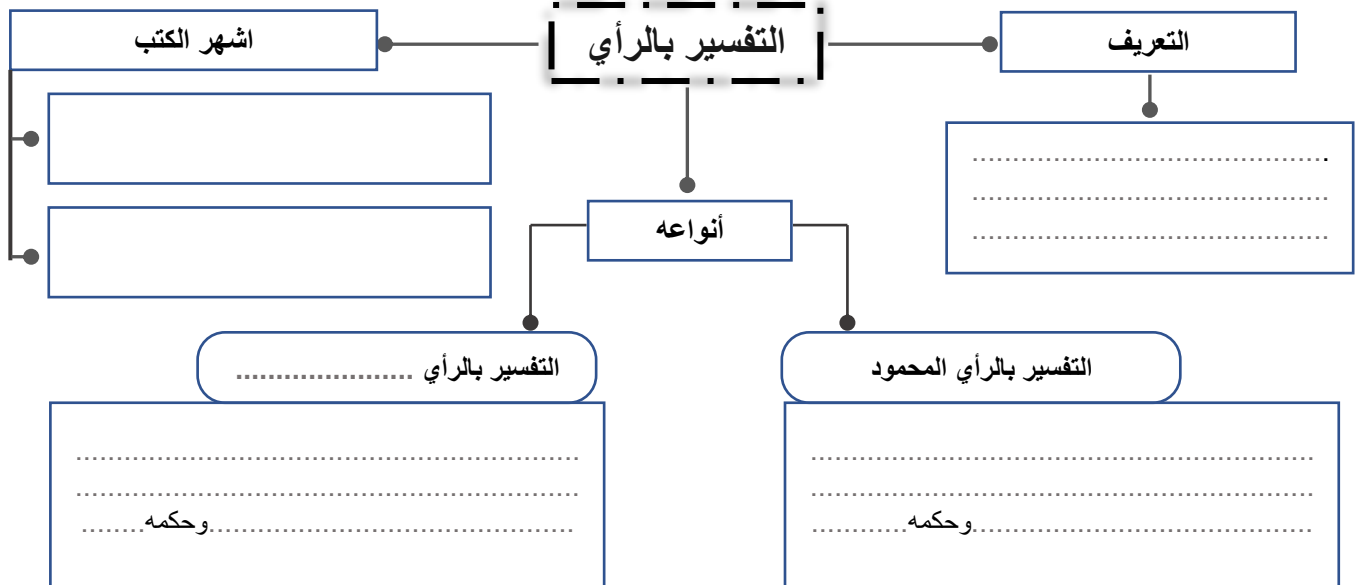 التفسير بالرأي
التعريف
اشهر الكتب
.............................................
.............................................
.............................................
أنواعه
التفسير بالرأي المحمود
التفسير بالرأي ......................
...............................................................
...............................................................
...........................................وحكمه............
...............................................................
...............................................................
..............................................وحكمه........